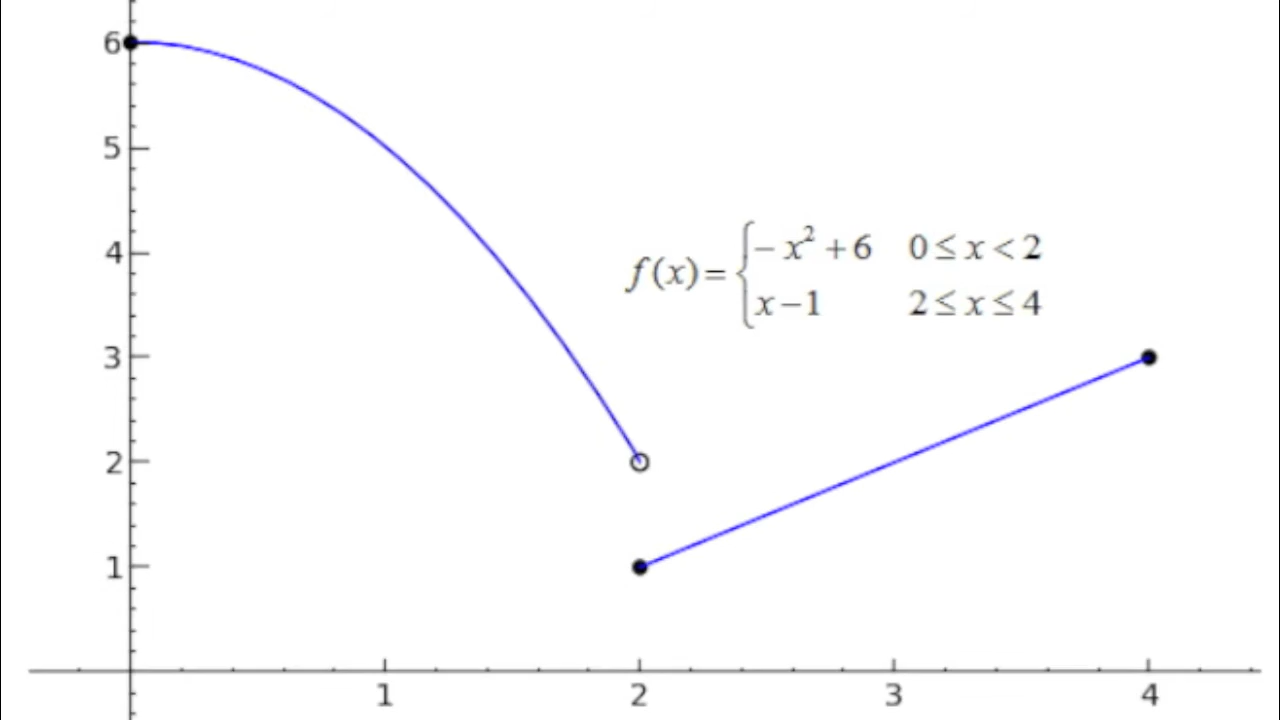 6
5
4
f(x) = { -x² + 6   0 ≤ x < 2
x − 1   2 ≤ x ≤ 4
3
2
1
1 2 3 4